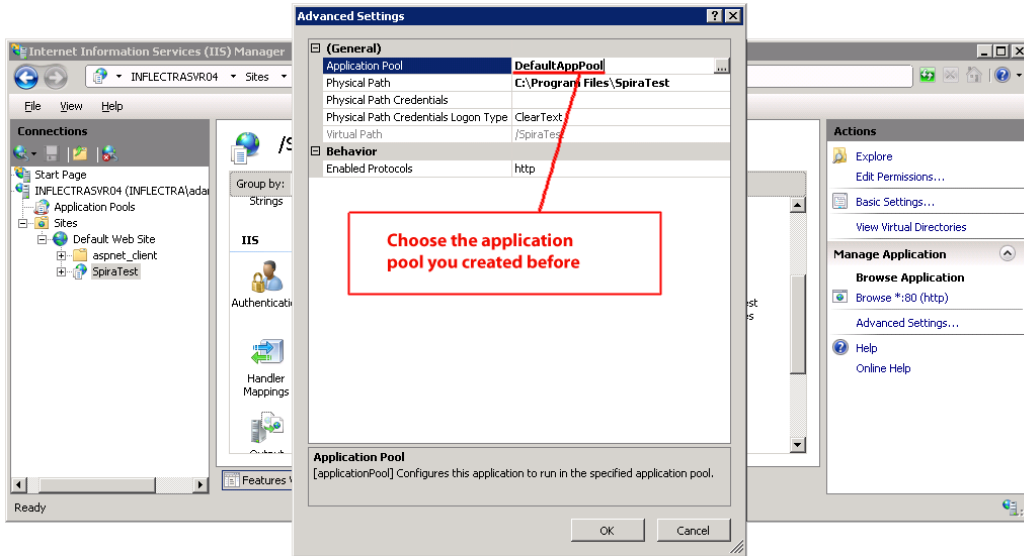 Advanced Settings
(General)
Application Pool DefaultAppPool ...
Physical Path C:\Program Files\SpiraTest
Physical Path Credentials
Physical Path Credentials Logon Type ClearText
Virtual Path /SpiraTest
Behavior
Enabled Protocols http
Choose the application
pool you created before
Application Pool
[applicationPool] Configures this application to run in the specified application pool.
OK Cancel
Internet Information Services (IIS) Manager
INFLECTRASVR04 Sites
File View Help
Connections
Start Page
INFLECTRASVR04 (INFLECTRA\adar
Application Pools
Sites
Default Web Site
aspnet_client
SpiraTest
Ready
Group by:
Strings
IIS
Authenticati
Handler
Mappings
Features
Actions
Explore
Edit Permissions...
Basic Settings...
View Virtual Directories
Manage Application
Browse Application
Browse *:80 (http)
Advanced Settings...
Help
Online Help